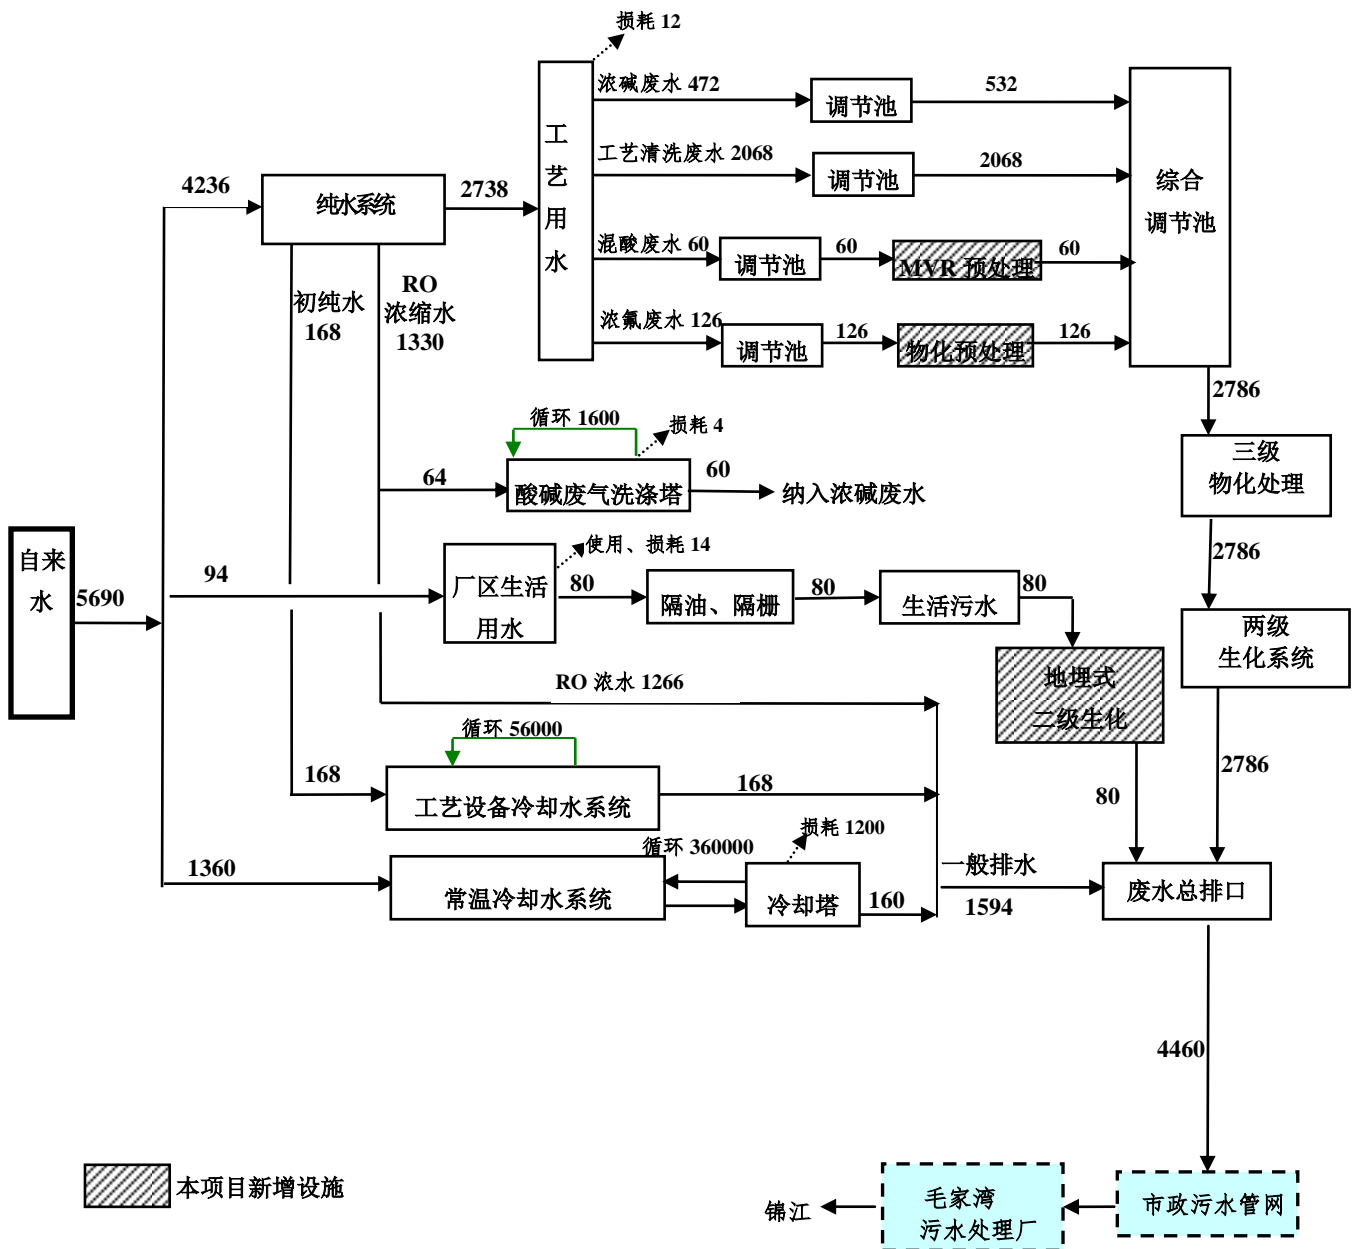 损耗 12
浓碱废水 472
调节池
532
工艺用水
工艺清洗废水 2068
调节池
2068
综合
调节池
4236
纯水系统
2738
混酸废水 60
调节池
60
MVR 预处理
60
初纯水
168
RO
浓缩水
1330
浓氟废水 126
调节池
126
物化预处理
126
2786
循环 1600
损耗 4
64
酸碱废气洗涤塔
60
纳入浓碱废水
三级
物化处理
2786
自来
水
5690
94
厂区生活
用水
使用、损耗 14
80
隔油、隔栅
80
生活污水
80
两级
生化系统
地埋式
二级生化
RO 浓水 1266
循环 56000
168
工艺设备冷却水系统
168
80
2786
循环 360000
损耗 1200
1360
常温冷却水系统
冷却塔
160
一般排水
1594
废水总排口
4460
本项目新增设施
锦江
毛家湾
污水处理厂
市政污水管网